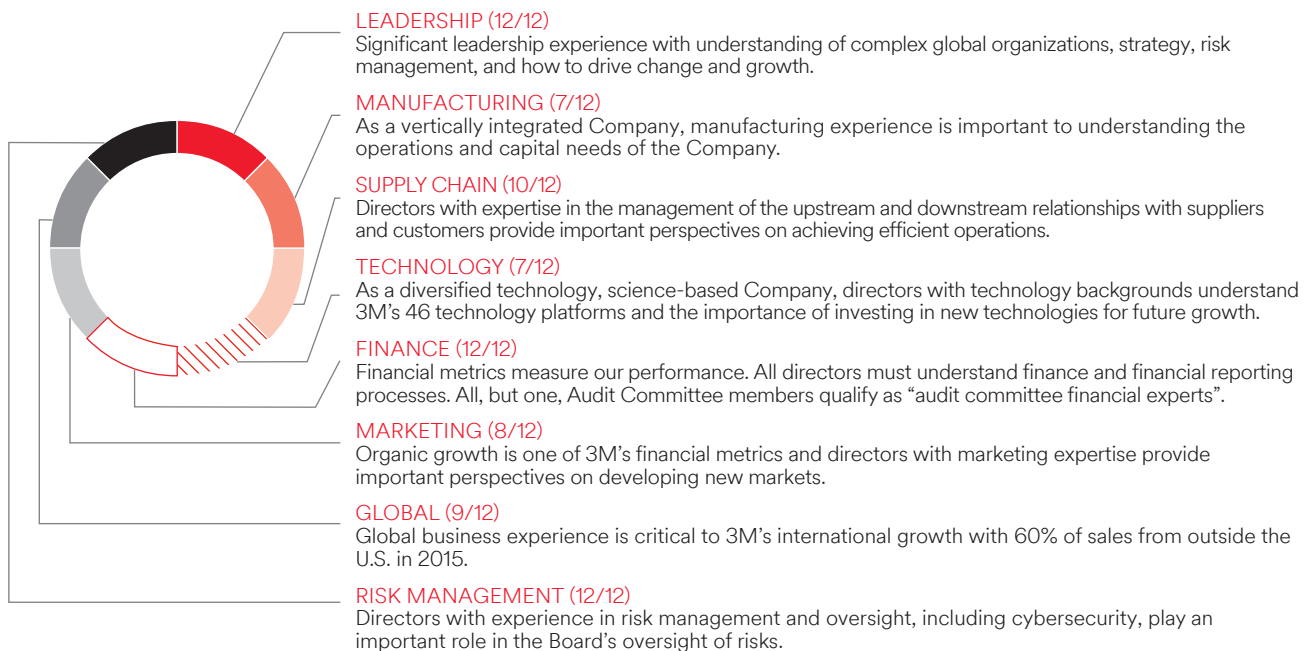 LEADERSHIP (12/12)
Significant leadership experience with understanding of complex global organizations, strategy, risk
management, and how to drive change and growth.
MANUFACTURING (7/12)
As a vertically integrated Company, manufacturing experience is important to understanding the
operations and capital needs of the Company.
SUPPLY CHAIN (10/12)
Directors with expertise in the management of the upstream and downstream relationships with suppliers
and customers provide important perspectives on achieving efficient operations.
TECHNOLOGY (7/12)
As a diversified technology, science-based Company, directors with technology backgrounds understand
3M’s 46 technology platforms and the importance of investing in new technologies for future growth.
FINANCE (12/12)
Financial metrics measure our performance. All directors must understand finance and financial reporting
processes. All, but one, Audit Committee members qualify as “audit committee financial experts”.
MARKETING (8/12)
Organic growth is one of 3M’s financial metrics and directors with marketing expertise provide
important perspectives on developing new markets.
GLOBAL (9/12)
Global business experience is critical to 3M’s international growth with 60% of sales from outside the
U.S. in 2015.
RISK MANAGEMENT (12/12)
Directors with experience in risk management and oversight, including cybersecurity, play an
important role in the Board’s oversight of risks.